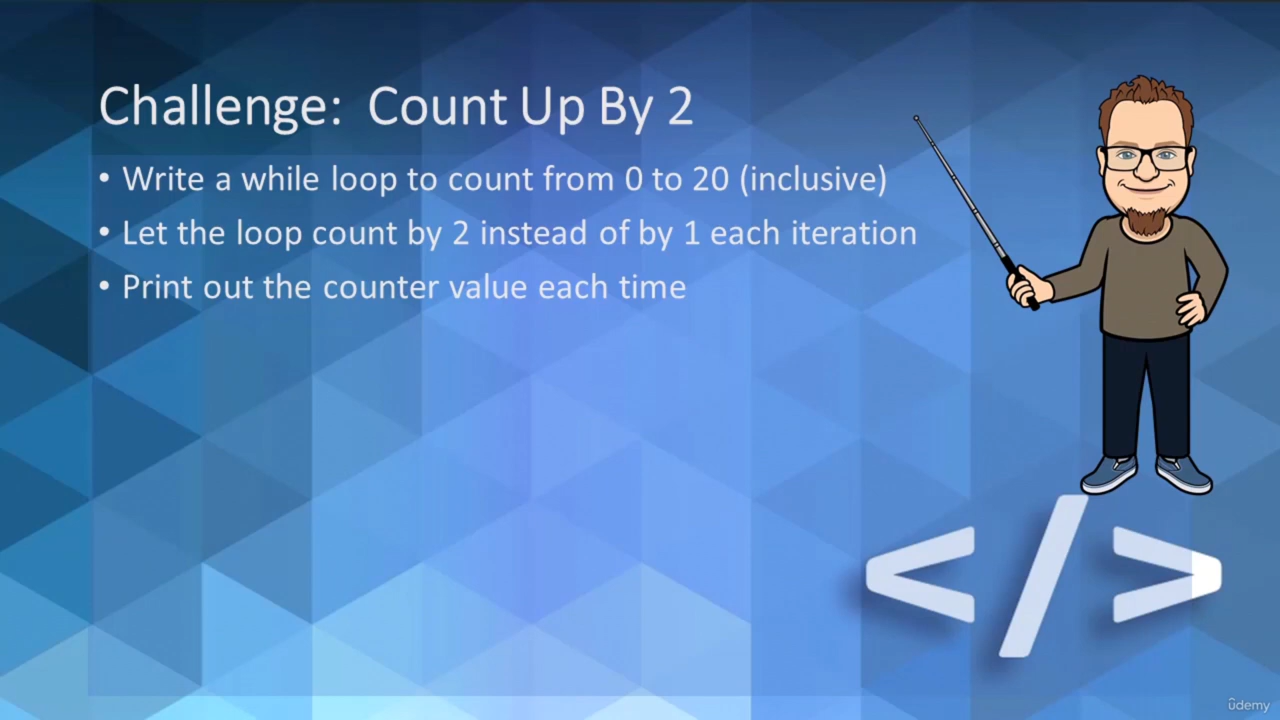 Challenge: Count Up By 2
• Write a while loop to count from 0 to 20 (inclusive)
• Let the loop count by 2 instead of by 1 each iteration
• Print out the counter value each time
</>
ûdemy